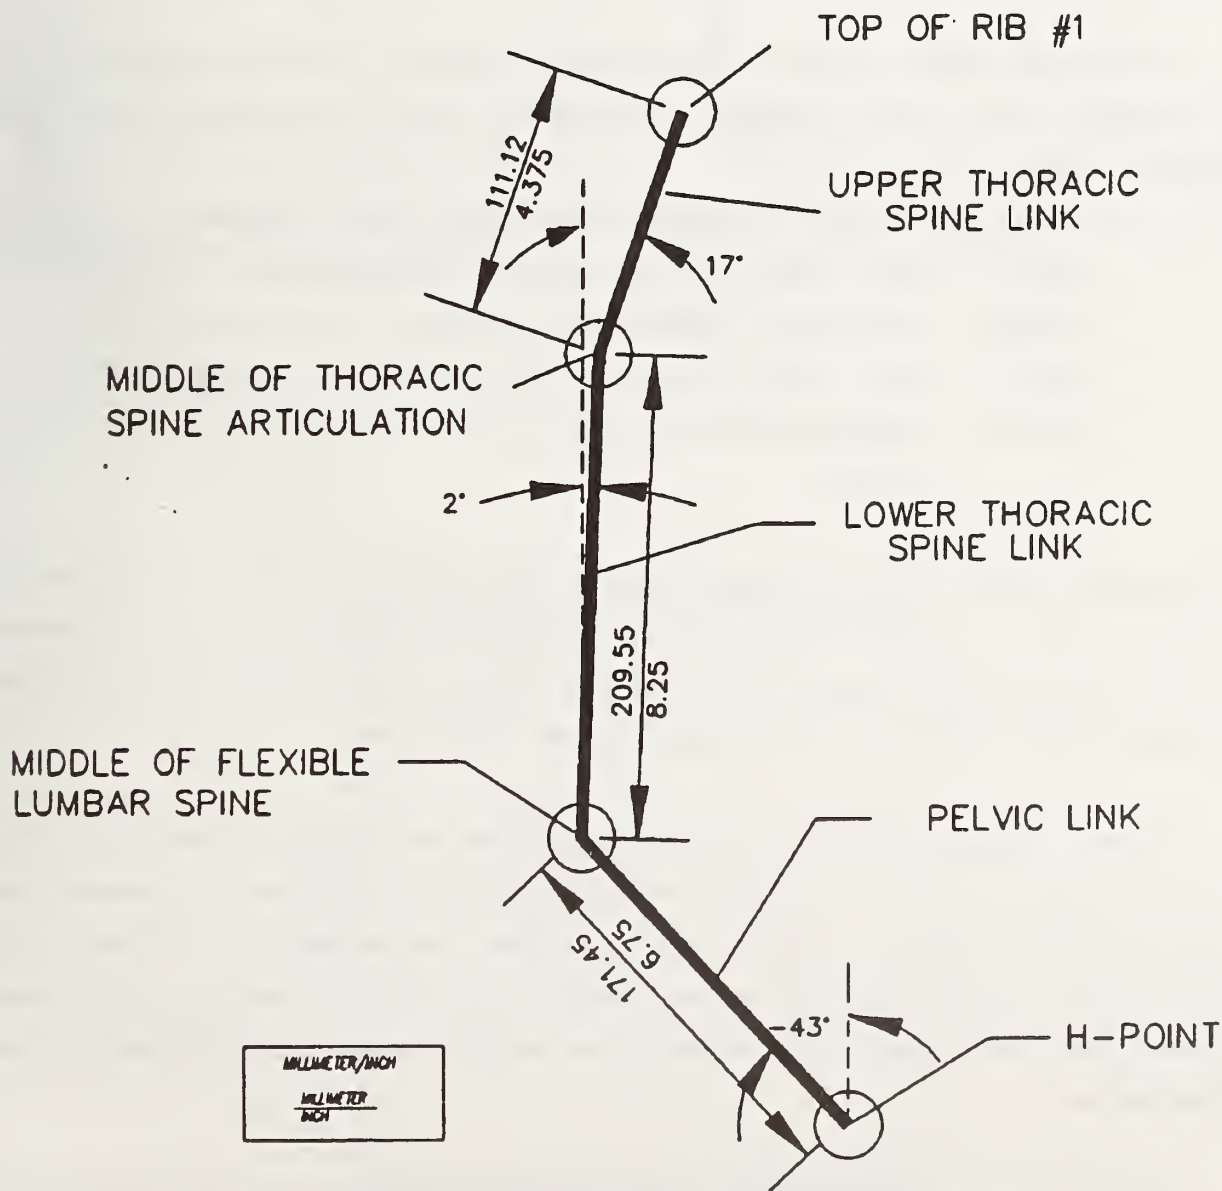 TOP OF RIB #1
111.12
4.375
UPPER THORACIC
SPINE LINK
17°
MIDDLE OF THORACIC
SPINE ARTICULATION
2°
LOWER THORACIC
SPINE LINK
209.55
8.25
MIDDLE OF FLEXIBLE
LUMBAR SPINE
PELVIC LINK
6.75
171.45
-43°
H-POINT
MILLIMETER/INCH
MILLIMETER
INCH